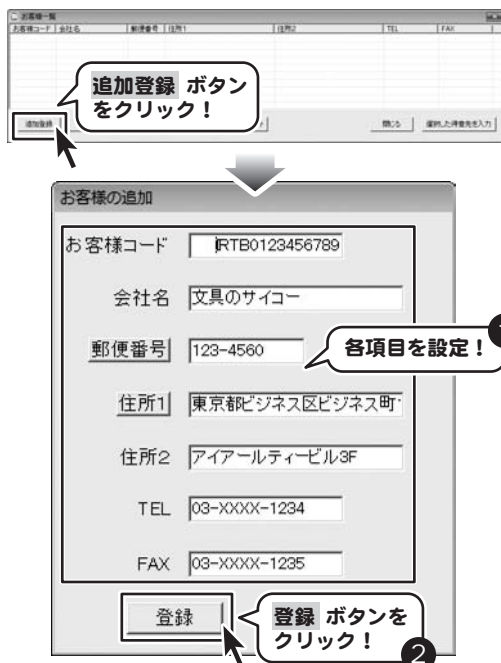 お客様一覧
お客様コード 会社名 郵便番号 住所1 住所2 TEL FAX
追加登録 ボタン
をクリック！
追加登録 閉じる 選択した得意先を入力
お客様の追加
お客様コード IRTB0123456789
会社名 文具のサイコー
郵便番号 123-4560
各項目を設定！
住所1 東京都ビジネス区ビジネス町
住所2 アイアールティービル3F
TEL 03-XXXX-1234
FAX 03-XXXX-1235
登録
登録 ボタンを
クリック！
2